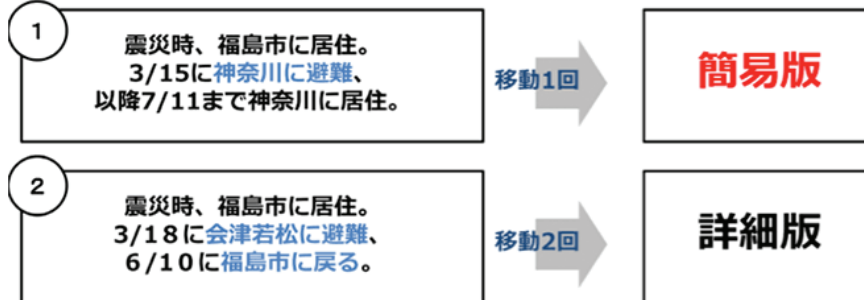 1
震災時、福島市に居住。
3/15に神奈川に避難、
以降7/11まで神奈川に居住。
移動1回
簡易版
2
震災時、福島市に居住。
3/18に会津若松に避難、
6/10に福島市に戻る。
移動2回
詳細版